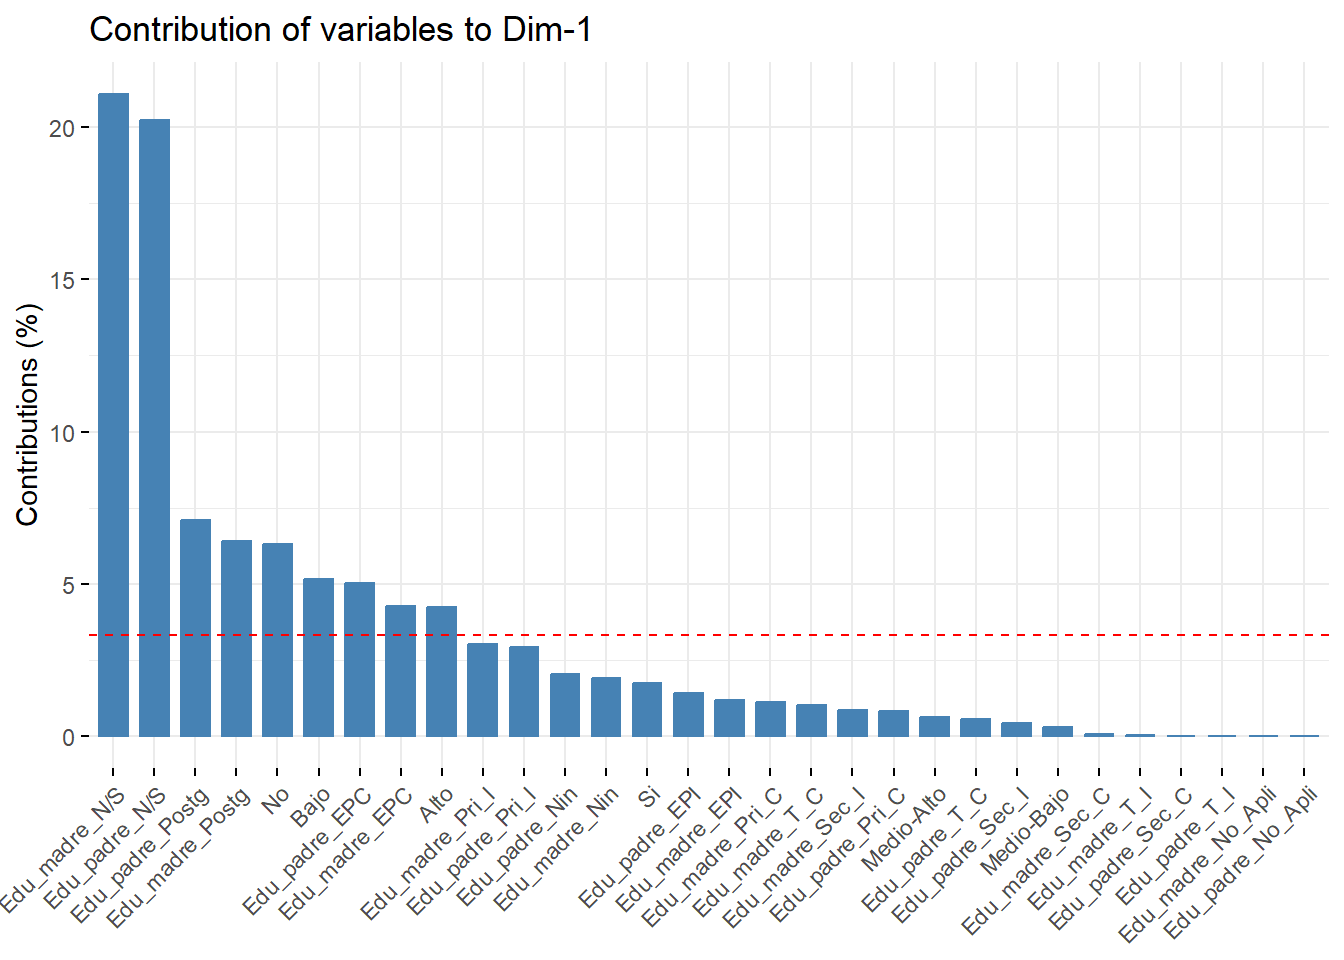 Contribution of variables to Dim-1
Contributions (%)
20
15
10
5
0
Edu_madre_N/S
Edu_padre_N/S
Edu_padre_Postg
Edu_madre_Postg
No
Bajo
Edu_padre_EPC
Edu_madre_EPC
Alto
Edu_madre_Pri_I
Edu_padre_Pri_I
Edu_padre_Nin
Edu_madre_Nin
Si
Edu_padre_EPI
Edu_madre_EPI
Edu_madre_Pri_C
Edu_madre_T_C
Edu_madre_Sec_I
Edu_padre_Pri_C
Medio-Alto
Edu_padre_T_C
Edu_padre_Sec_I
Medio-Bajo
Edu_madre_Sec_C
Edu_madre_T_I
Edu_padre_Sec_C
Edu_padre_T_I
Edu_madre_No_Apli
Edu_padre_No_Apli